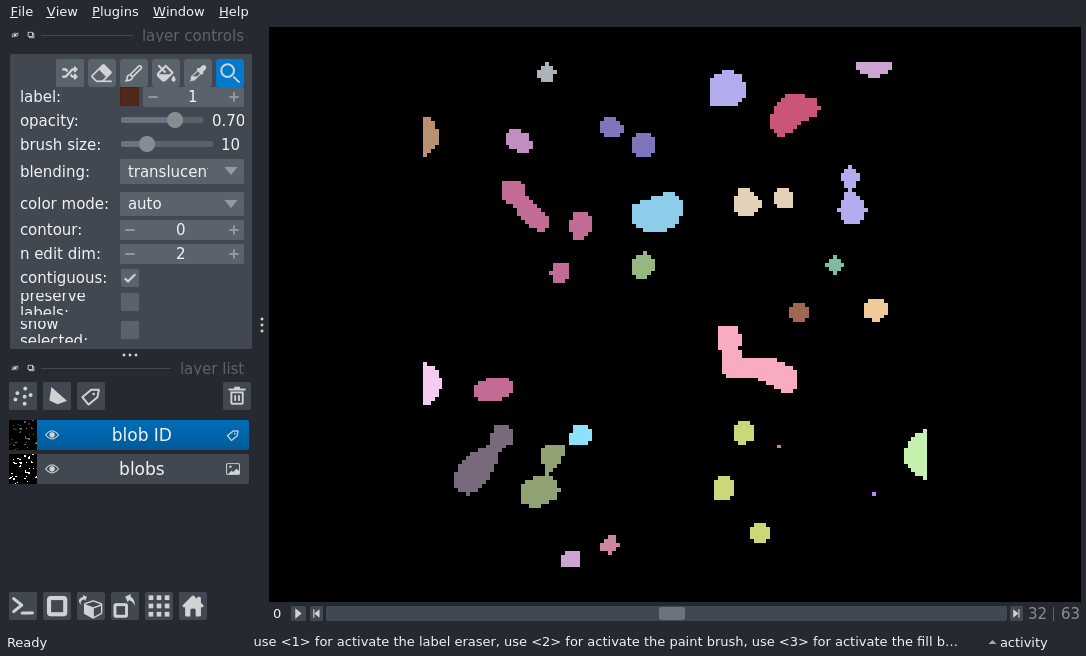 File View Plugins Window Help
layer controls
label: 1
opacity: 0.70
brush size: 10
blending: translucen
color mode: auto
contour: 0
n edit dim: 2
contiguous:
preserve
labels:
show
selected:
layer list
blob ID
blobs
0 32 63
Ready use <1> for activate the label eraser, use <2> for activate the paint brush, use <3> for activate the fill b... activity